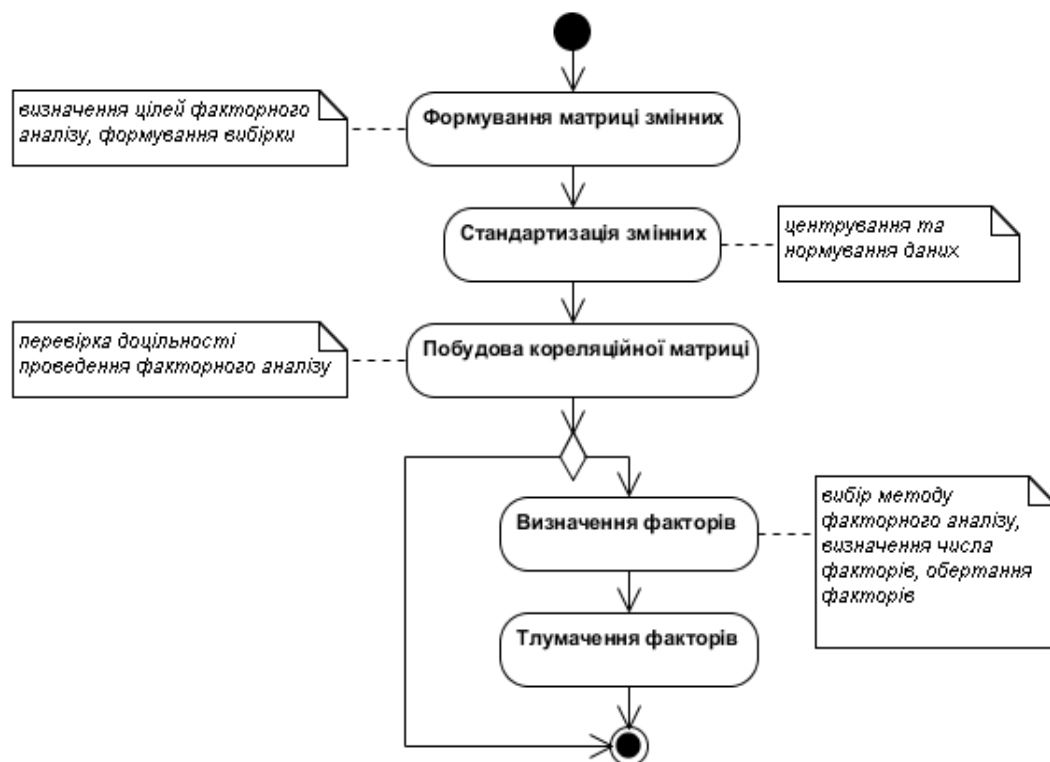 визначення цілей факторного
аналізу, формування вибірки
Формування матриці змінних
Стандартизація змінних
центрування та
нормування даних
перевірка доцільності
проведення факторного аналізу
Побудова кореляційної матриці
Визначення факторів
вибір методу
факторного аналізу,
визначення числа
факторів, обертання
факторів
Тлумачення факторів